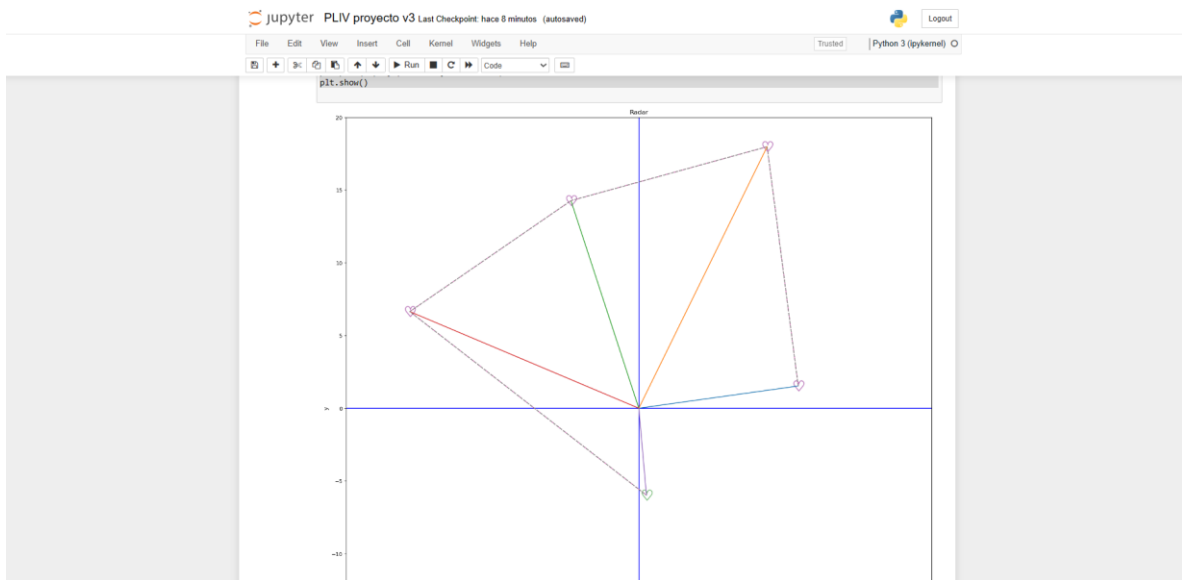 jupyter PLIV proyecto v3 Last Checkpoint: hace 8 minutos (autosaved)
Logout
File Edit View Insert Cell Kernel Widgets Help
Trusted
Python 3 (ipykernel)
Run
Code
plt.show()
Radar
20
15
10
5
y
0
−5
−10